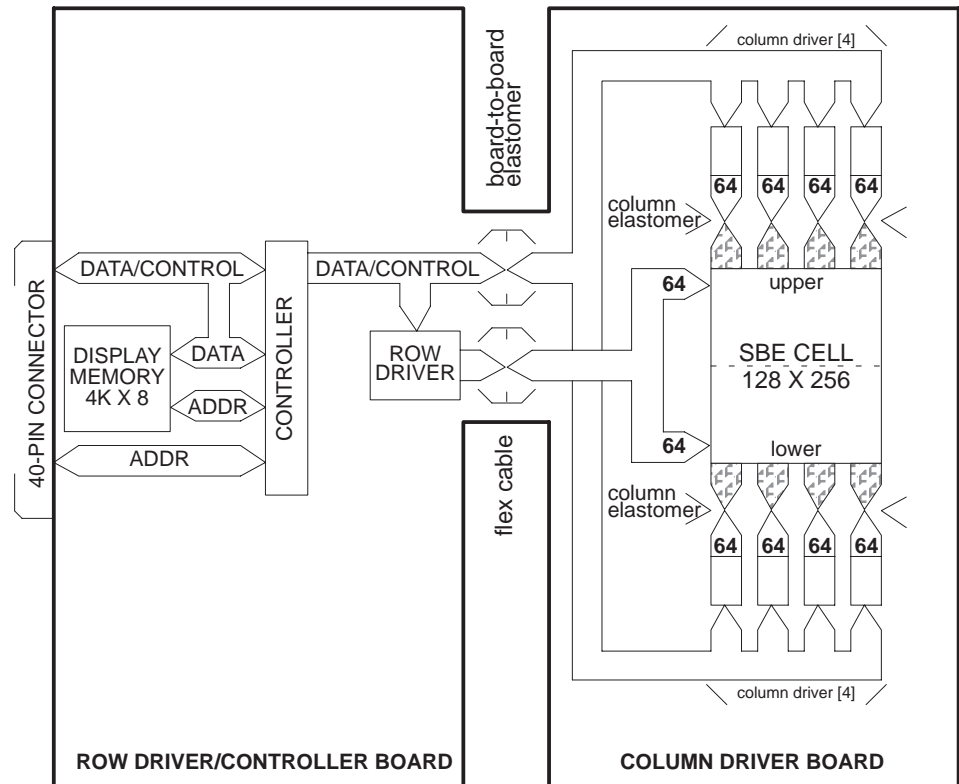 column driver [4]
board-to-board
elastomer
64 64 64 64
column
elastomer
40-PIN CONNECTOR
DATA/CONTROL
CONTROLLER
DATA/CONTROL
64
upper
DISPLAY
MEMORY
4K X 8
DATA
ADDR
ROW
DRIVER
SBE CELL
128 X 256
ADDR
64
lower
flex cable
column
elastomer
64 64 64 64
column driver [4]
ROW DRIVER/CONTROLLER BOARD
COLUMN DRIVER BOARD